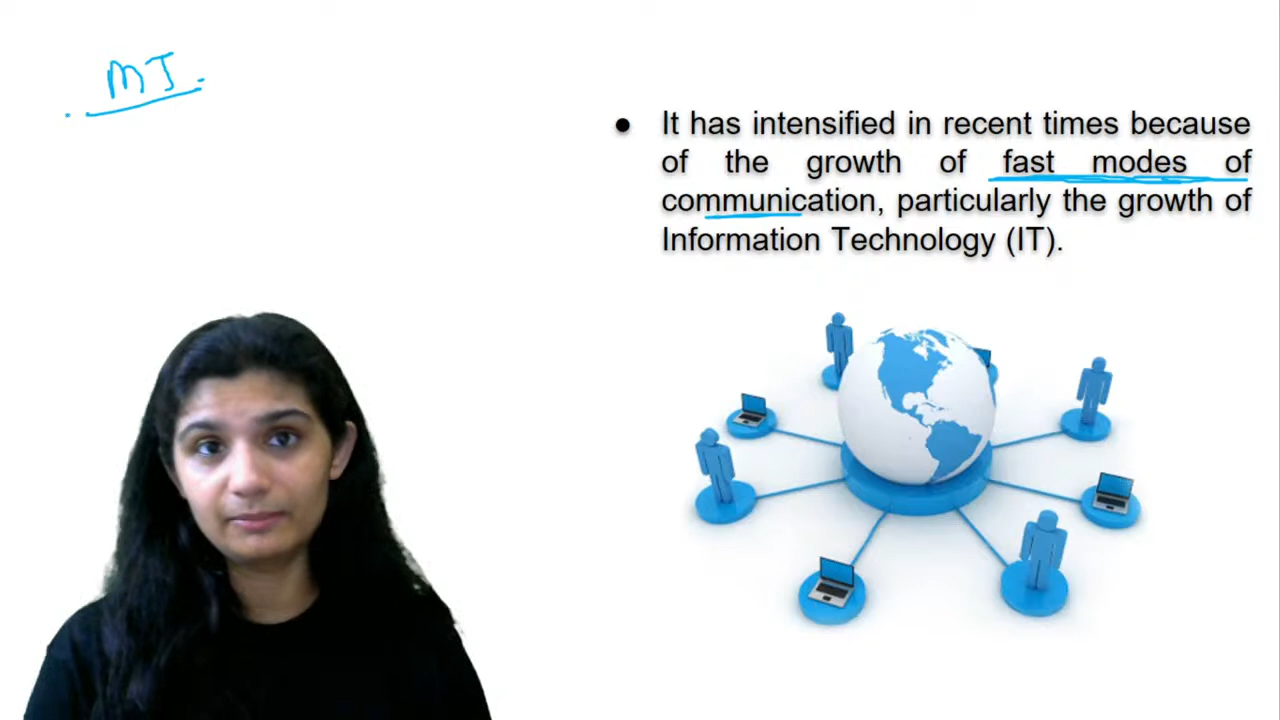 MJ
● It has intensified in recent times because
of the growth of fast modes of
communication, particularly the growth of
Information Technology (IT).